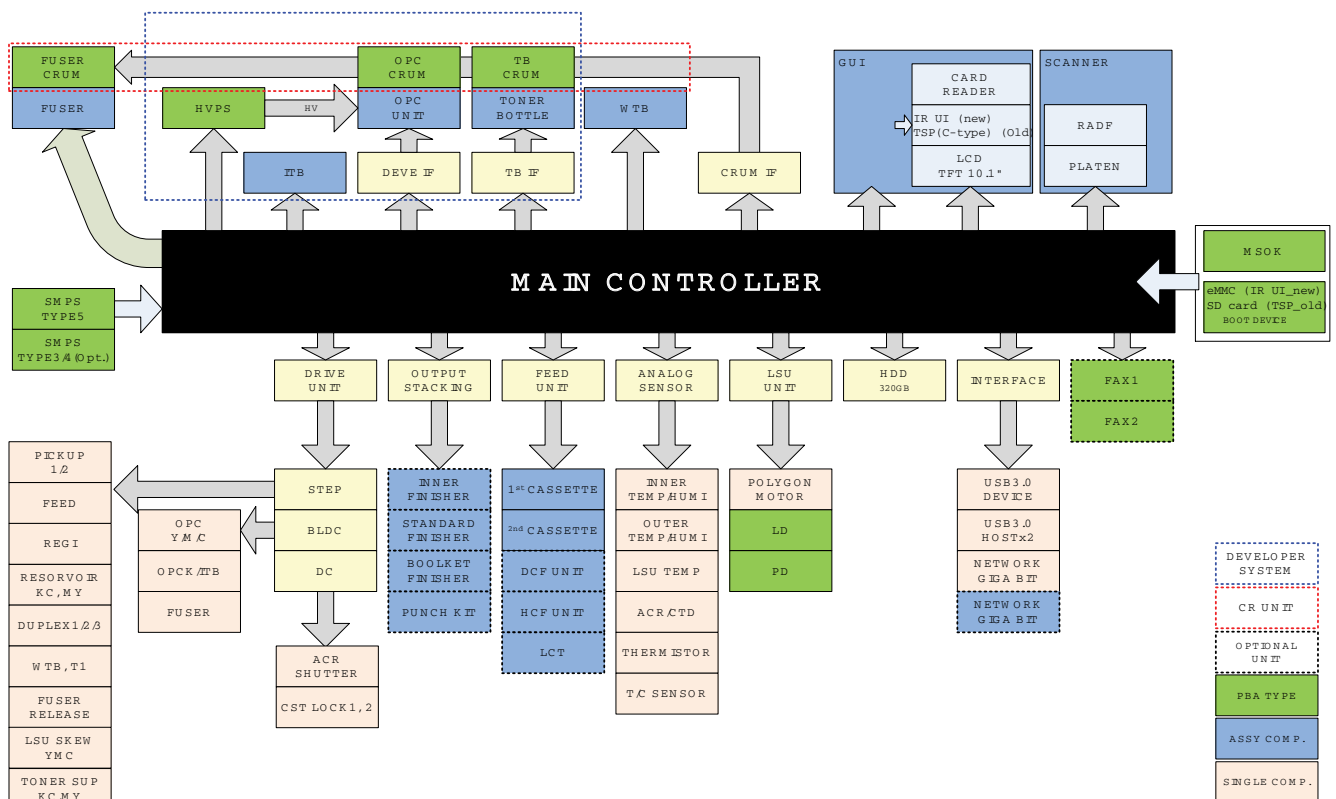 FUSER
CRUM
FUSER
HVPS
HV
OPC
CRUM
OPC
UNIT
TB
CRUM
TONER
BOTTLE
WTB
ITB
DEVE IF
TB IF
CRUM IF
GUI
CARD
READER
IR UI (new)
TSP(C-type) (Old)
LCD
TFT 10.1"
SCANNER
RADF
PLATEN
MAIN CONTROLLER
MSOK
eMMC (IR UI_new)
SD card (TSP_old)
BOOT DEVICE
SMPS
TYPE5
SMPS
TYPE3/4(Opt.)
DRIVE
UNIT
OUTPUT
STACKING
FEED
UNIT
ANALOG
SENSOR
LSU
UNIT
HDD
320GB
INTERFACE
FAX1
FAX2
PICKUP
1/2
FEED
REGI
RESORVOIR
KC,MY
DUPLEX1/2/3
WTB,T1
FUSER
RELEASE
LSU SKEW
YMC
TONER SUP
KC,MY
OPC
Y/M/C
OPCK/ITB
FUSER
STEP
BLDC
DC
ACR
SHUTTER
CST LOCK1,2
INNER
FINISHER
STANDARD
FINISHER
BOOLKET
FINISHER
PUNCH KIT
1st CASSETTE
2nd CASSETTE
DCF UNIT
HCF UNIT
LCT
INNER
TEMP/HUMI
OUTER
TEMP/HUMI
LSU TEMP
ACR/CTD
THERMISTOR
T/C SENSOR
POLYGON
MOTOR
LD
PD
USB3.0
DEVICE
USB3.0
HOSTx2
NETWORK
GIGABIT
NETWORK
GIGABIT
DEVELOPER
SYSTEM
CR UNIT
OPTIONAL
UNIT
PBA TYPE
ASSY COMP.
SINGLE COMP.